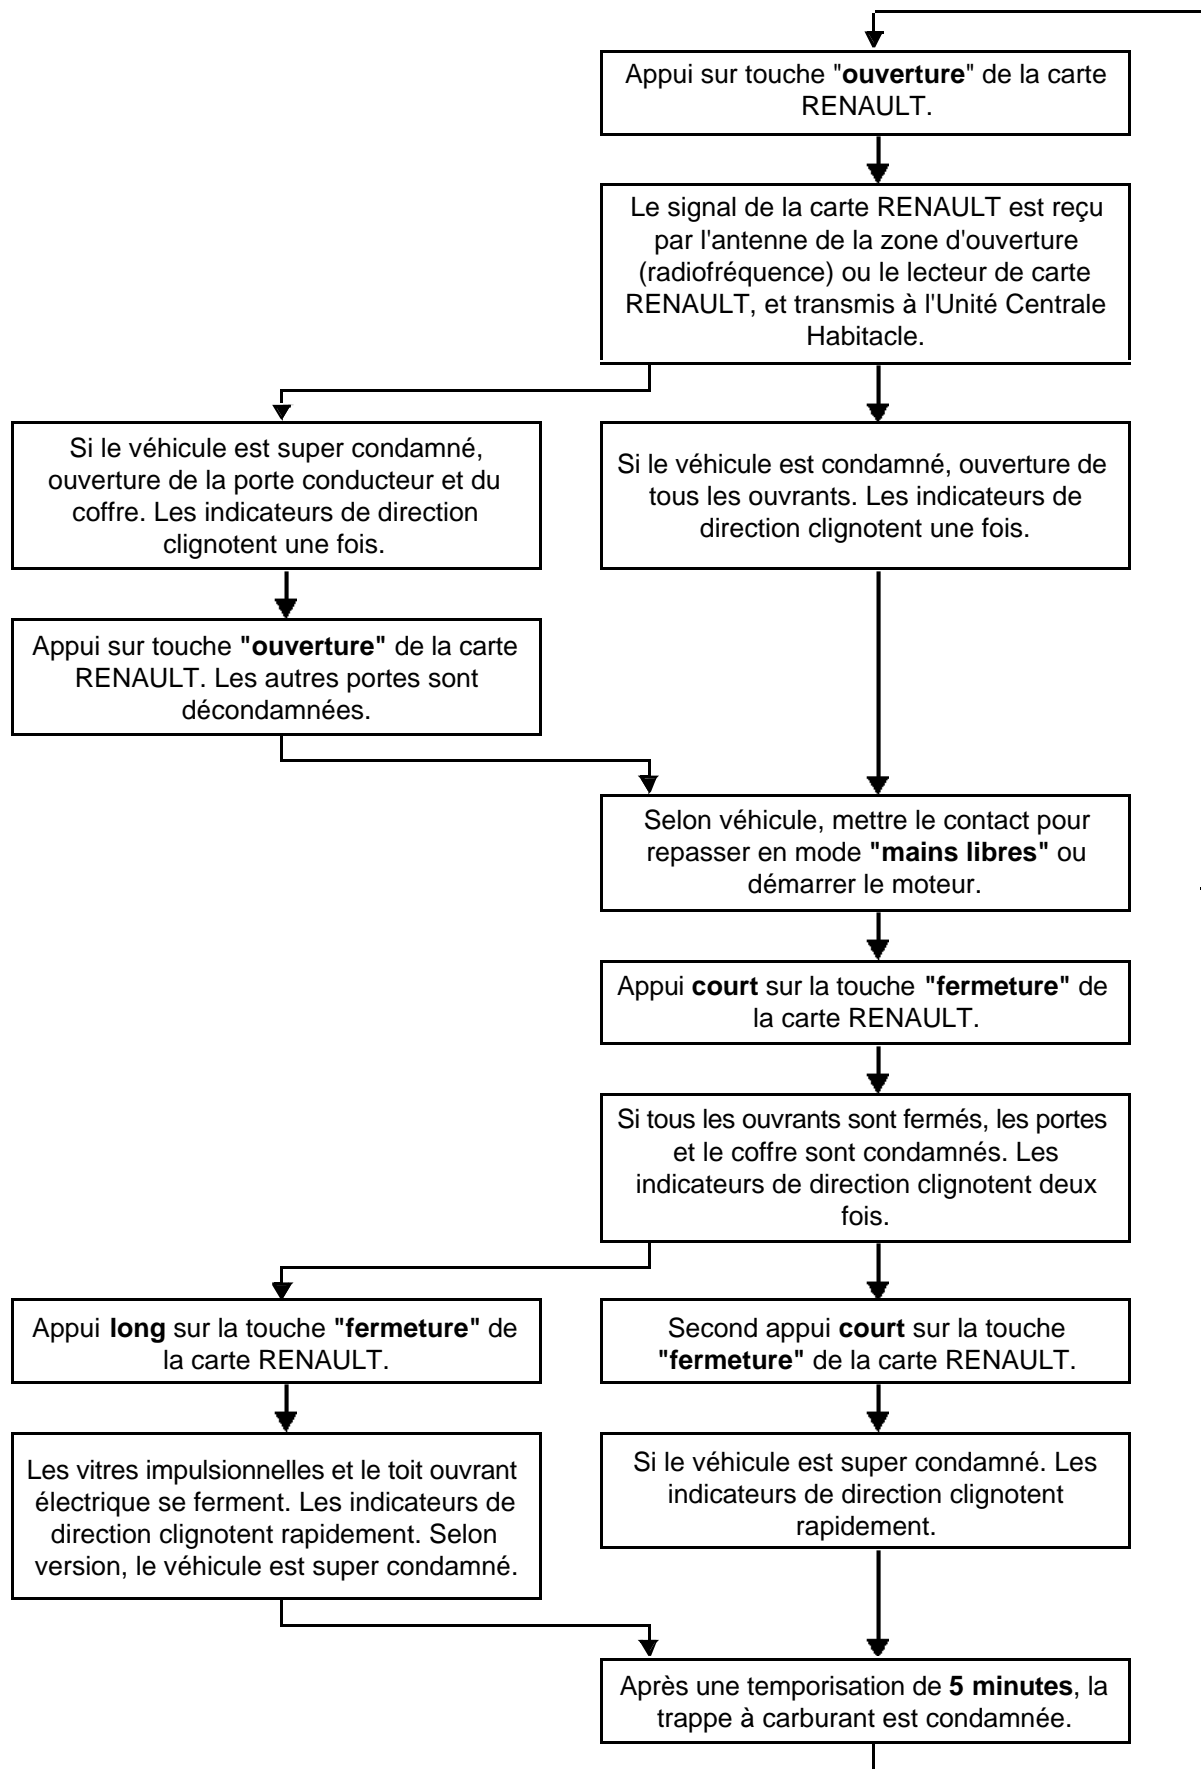 Appui sur touche "ouverture" de la carte
RENAULT.
Le signal de la carte RENAULT est reçu
par l'antenne de la zone d'ouverture
(radiofréquence) ou le lecteur de carte
RENAULT, et transmis à l'Unité Centrale
Habitacle.
Si le véhicule est super condamné,
ouverture de la porte conducteur et du
coffre. Les indicateurs de direction
clignotent une fois.
Si le véhicule est condamné, ouverture de
tous les ouvrants. Les indicateurs de
direction clignotent une fois.
Appui sur touche "ouverture" de la carte
RENAULT. Les autres portes sont
décondamnées.
Selon véhicule, mettre le contact pour
repasser en mode "mains libres" ou
démarrer le moteur.
Appui court sur la touche "fermeture" de
la carte RENAULT.
Si tous les ouvrants sont fermés, les portes
et le coffre sont condamnés. Les
indicateurs de direction clignotent deux
fois.
Appui long sur la touche "fermeture" de
la carte RENAULT.
Second appui court sur la touche
"fermeture" de la carte RENAULT.
Les vitres impulsionnelles et le toit ouvrant
électrique se ferment. Les indicateurs de
direction clignotent rapidement. Selon
version, le véhicule est super condamné.
Si le véhicule est super condamné. Les
indicateurs de direction clignotent
rapidement.
Après une temporisation de 5 minutes, la
trappe à carburant est condamnée.